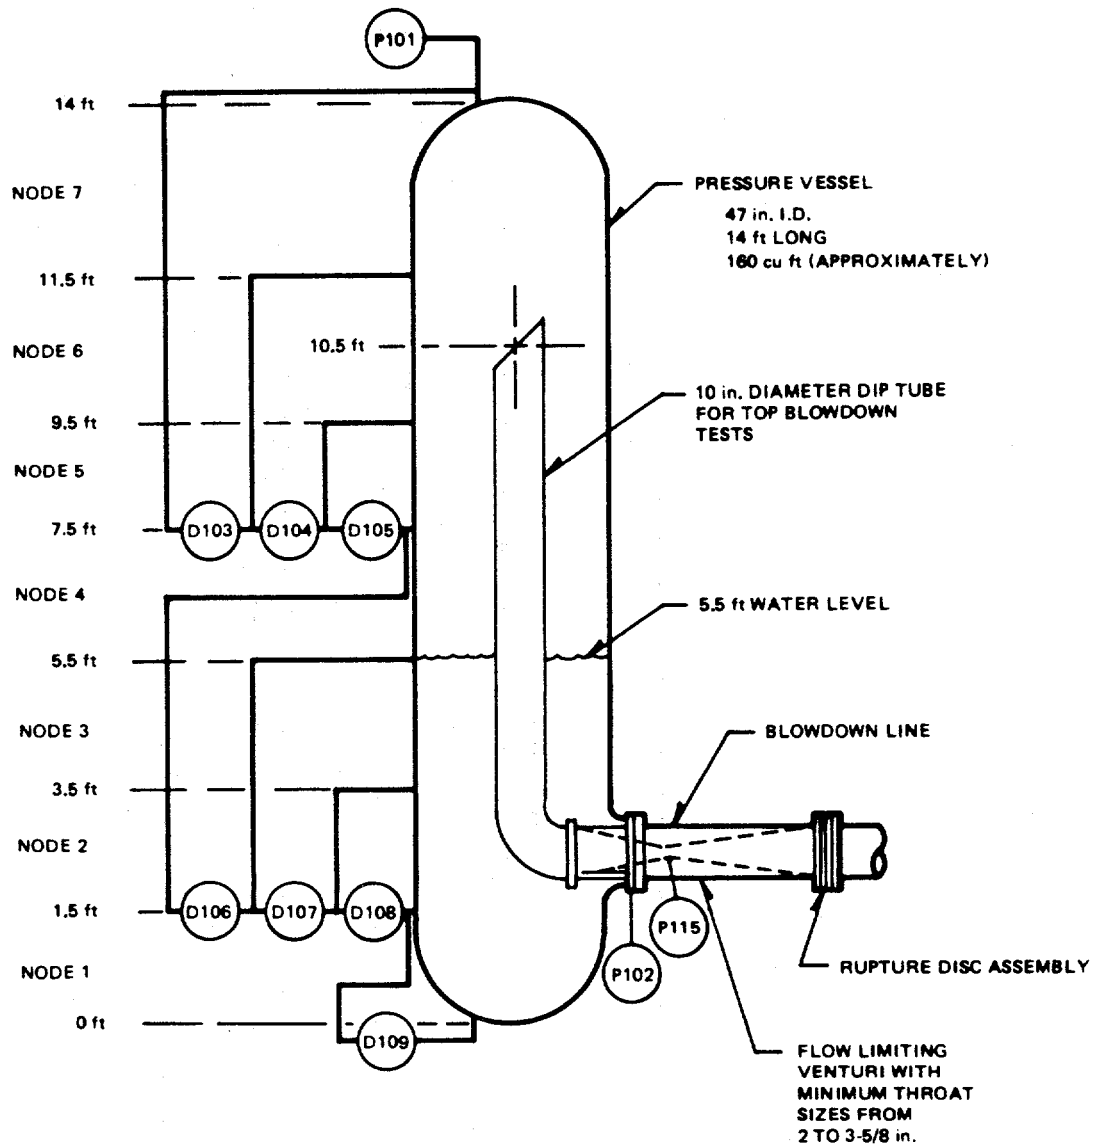 P101
14 ft
NODE 7
PRESSURE VESSEL
47 in. I.D.
14 ft LONG
160 cu ft (APPROXIMATELY)
11.5 ft
NODE 6
10.5 ft
10 in. DIAMETER DIP TUBE
FOR TOP BLOWDOWN
TESTS
9.5 ft
NODE 5
7.5 ft
D103
D104
D105
NODE 4
5.5 ft WATER LEVEL
5.5 ft
NODE 3
BLOWDOWN LINE
3.5 ft
NODE 2
1.5 ft
D106
D107
D108
P115
P102
NODE 1
RUPTURE DISC ASSEMBLY
0 ft
D109
FLOW LIMITING
VENTURI WITH
MINIMUM THROAT
SIZES FROM
2 TO 3-5/8 in.